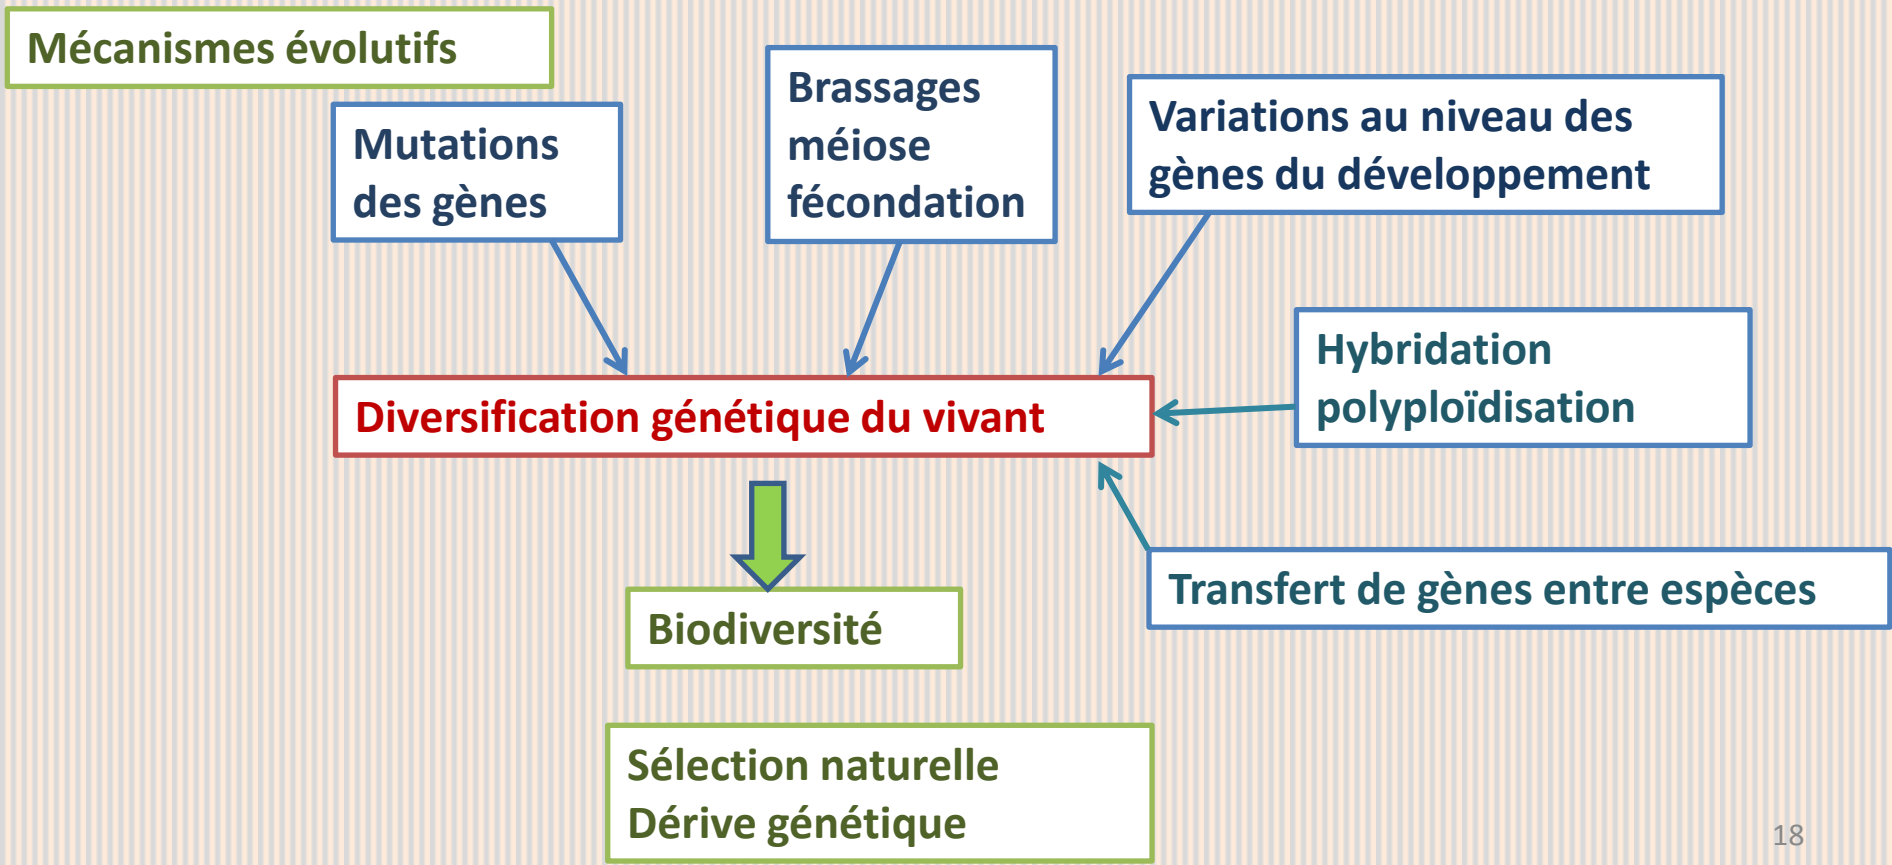 Mécanismes évolutifs
Mutations
des gènes
Brassages
méiose
fécondation
Variations au niveau des
gènes du développement
Hybridation
polyploïdisation
Diversification génétique du vivant
Transfert de gènes entre espèces
Biodiversité
Sélection naturelle
Dérive génétique
18